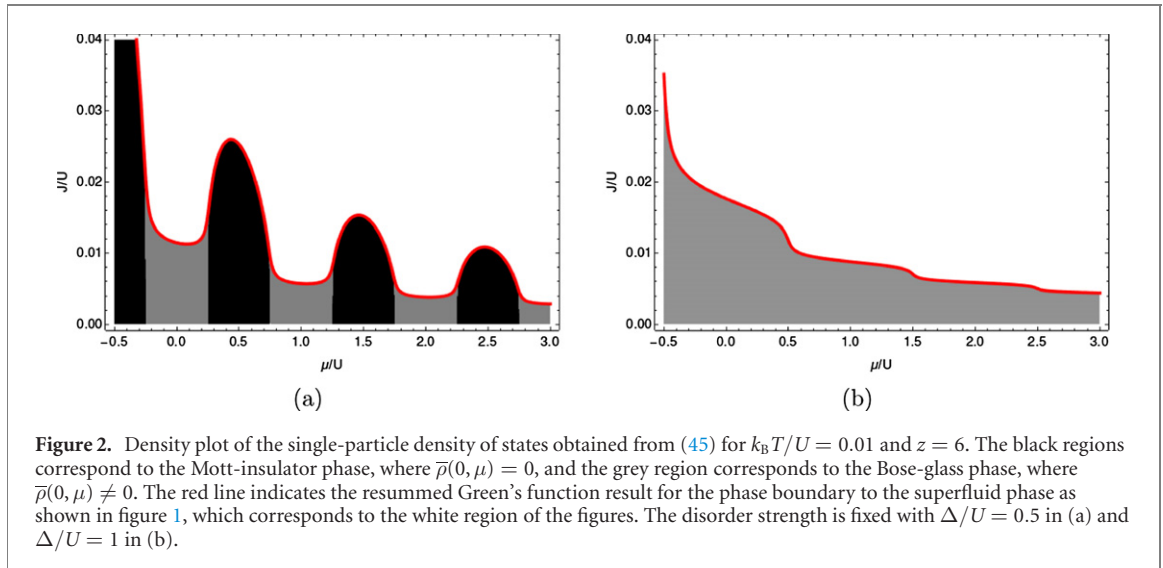 0.04
0.03
0.02
0.01
0.00
J/U
−0.5 0.0 0.5 1.0 1.5 2.0 2.5 3.0
μ/U
(a)
0.04
0.03
0.02
0.01
0.00
J/U
−0.5 0.0 0.5 1.0 1.5 2.0 2.5 3.0
μ/U
(b)
Figure 2. Density plot of the single-particle density of states obtained from (45) for k_BT/U = 0.01 and z = 6. The black regions
correspond to the Mott-insulator phase, where ρ̅(0, μ) = 0, and the grey region corresponds to the Bose-glass phase, where
ρ̅(0, μ) ≠ 0. The red line indicates the resummed Green's function result for the phase boundary to the superfluid phase as
shown in figure 1, which corresponds to the white region of the figures. The disorder strength is fixed with Δ/U = 0.5 in (a) and
Δ/U = 1 in (b).